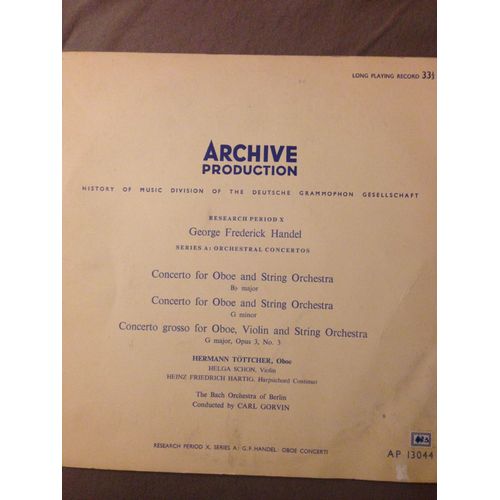 LONG PLAYING RECORD 33⅓
ARCHIVE
PRODUCTION
HISTORY OF MUSIC DIVISION OF THE DEUTSCHE GRAMMOPHON GESELLSCHAFT
RESEARCH PERIOD X
George Frederick Handel
SERIES A: ORCHESTRAL CONCERTOS
Concerto for Oboe and String Orchestra
B♭ major
Concerto for Oboe and String Orchestra
G minor
Concerto grosso for Oboe, Violin and String Orchestra
G major, Opus 3, No. 3
HERMANN TÖTTCHER, Oboe
HELGA SCHON, Violin
HEINZ FRIEDRICH HARTIG, Harpsichord Continuo
The Bach Orchestra of Berlin
Conducted by CARL GORVIN
AP 13044
RESEARCH PERIOD X, SERIES A: G.F.HANDEL: OBOE CONCERTI